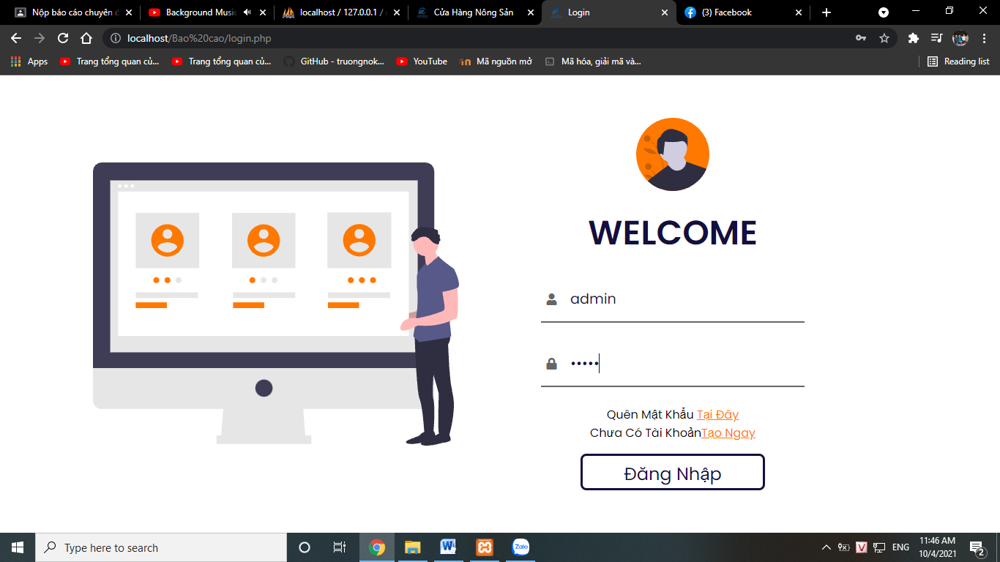 Nộp báo cáo chuyên
Background Music
localhost / 127.0.0.1 /
Cửa Hàng Nông Sản
Login
(3) Facebook
localhost/Bao%20cao/login.php
Apps
Trang tổng quan củ...
Trang tổng quan củ...
GitHub - truongnok...
YouTube
Mã nguồn mở
Mã hóa, giải mã và...
Reading list
WELCOME
admin
•••••
Quên Mật Khẩu Tại Đây
Chưa Có Tài KhoảnTạo Ngay
Đăng Nhập
Type here to search
W
Zalo
V
ENG
11:46 AM
10/4/2021
2